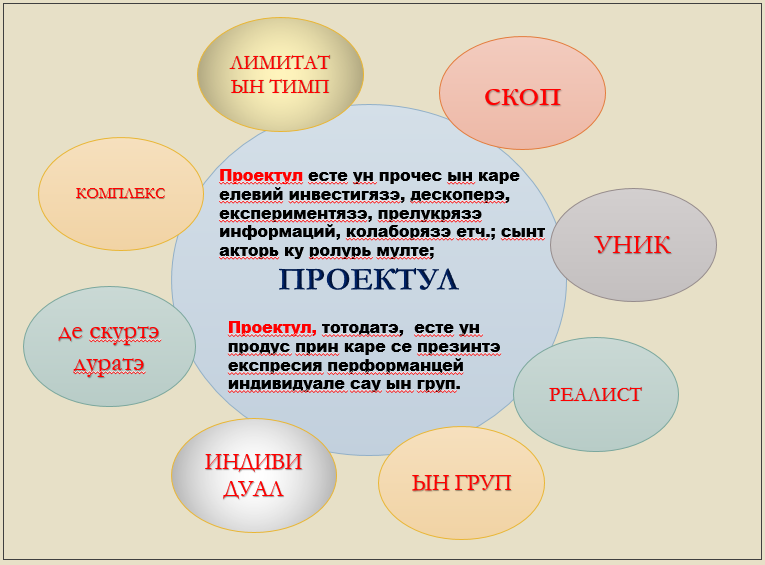 ЛИМИТАТ
ЫН ТИМП
СКОП
КОМПЛЕКС
Проектул есте ун прочес ын каре
елевий инвестигязэ, дескоперэ,
експериментязэ, прелукрязэ
информаций, колаборязэ етч.; сынт
акторь ку ролурь мулте;
УНИК
ПРОЕКТУЛ
де скуртэ
дуратэ
Проектул, тотодатэ, есте ун
продус прин каре се презинтэ
експресия перформанцей
индивидуале сау ын груп.
РЕАЛИСТ
ИНДИВИ
ДУАЛ
ЫН ГРУП